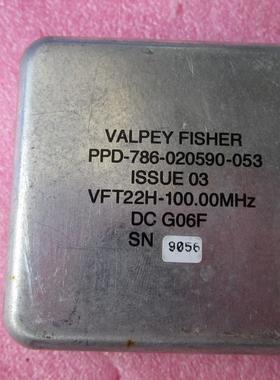 VALPEY FISHER
PPD-786-020590-053
ISSUE 03
VFT22H-100.00MHz
DC G06F
SN 9056